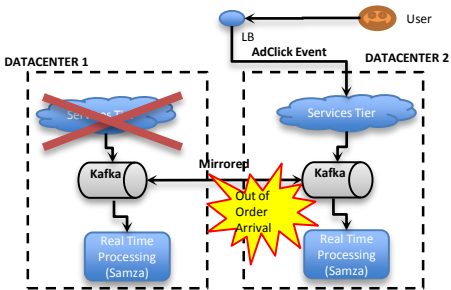 User
LB
AdClick Event
DATACENTER 1
DATACENTER 2
Services Tier
Services Tier
Kafka
Mirrored
Kafka
Out of
Order
Arrival
Real Time
Processing
(Samza)
Real Time
Processing
(Samza)